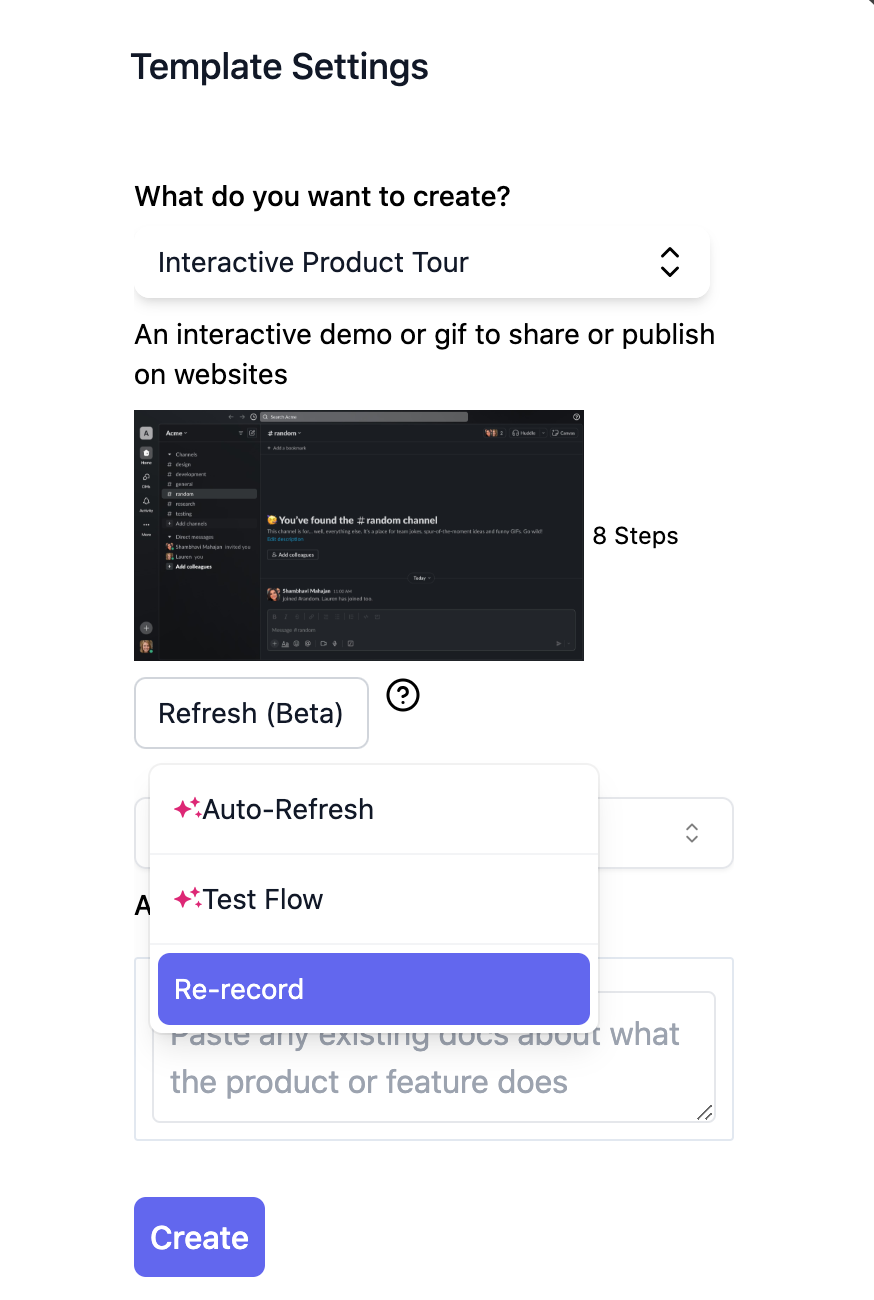 Template Settings
What do you want to create?
Interactive Product Tour
An interactive demo or gif to share or publish
on websites
Search Acme
A
Acme
# random
2
Huddle
Canvas
Add a bookmark
Home
DMs
Activity
More
Channels
# design
# development
# general
# random
# research
# testing
+ Add channels
Direct messages
Shambhavi Mahajan invited you
Lauren you
+ Add colleagues
You've found the # random channel
This channel is for... well, everything else. It's a place for team jokes, spur-of-the-moment ideas and funny GIFs. Go wild!
Edit description
Add colleagues
Today
Shambhavi Mahajan 11:00 AM
joined #random. Lauren has joined too.
Message #random
Aa
8 Steps
Refresh (Beta)
Auto-Refresh
Test Flow
A
Re-record
Paste any existing docs about what
the product or feature does
Create